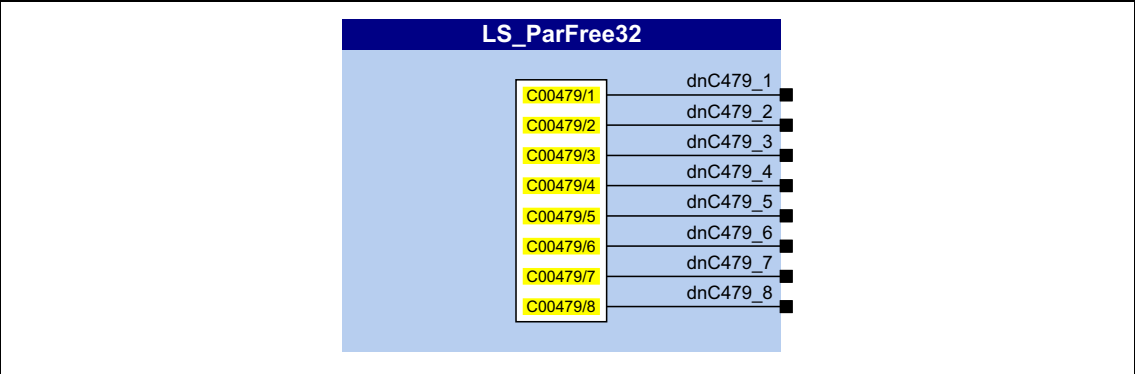 LS_ParFree32
C00479/1 dnC479_1
C00479/2 dnC479_2
C00479/3 dnC479_3
C00479/4 dnC479_4
C00479/5 dnC479_5
C00479/6 dnC479_6
C00479/7 dnC479_7
C00479/8 dnC479_8